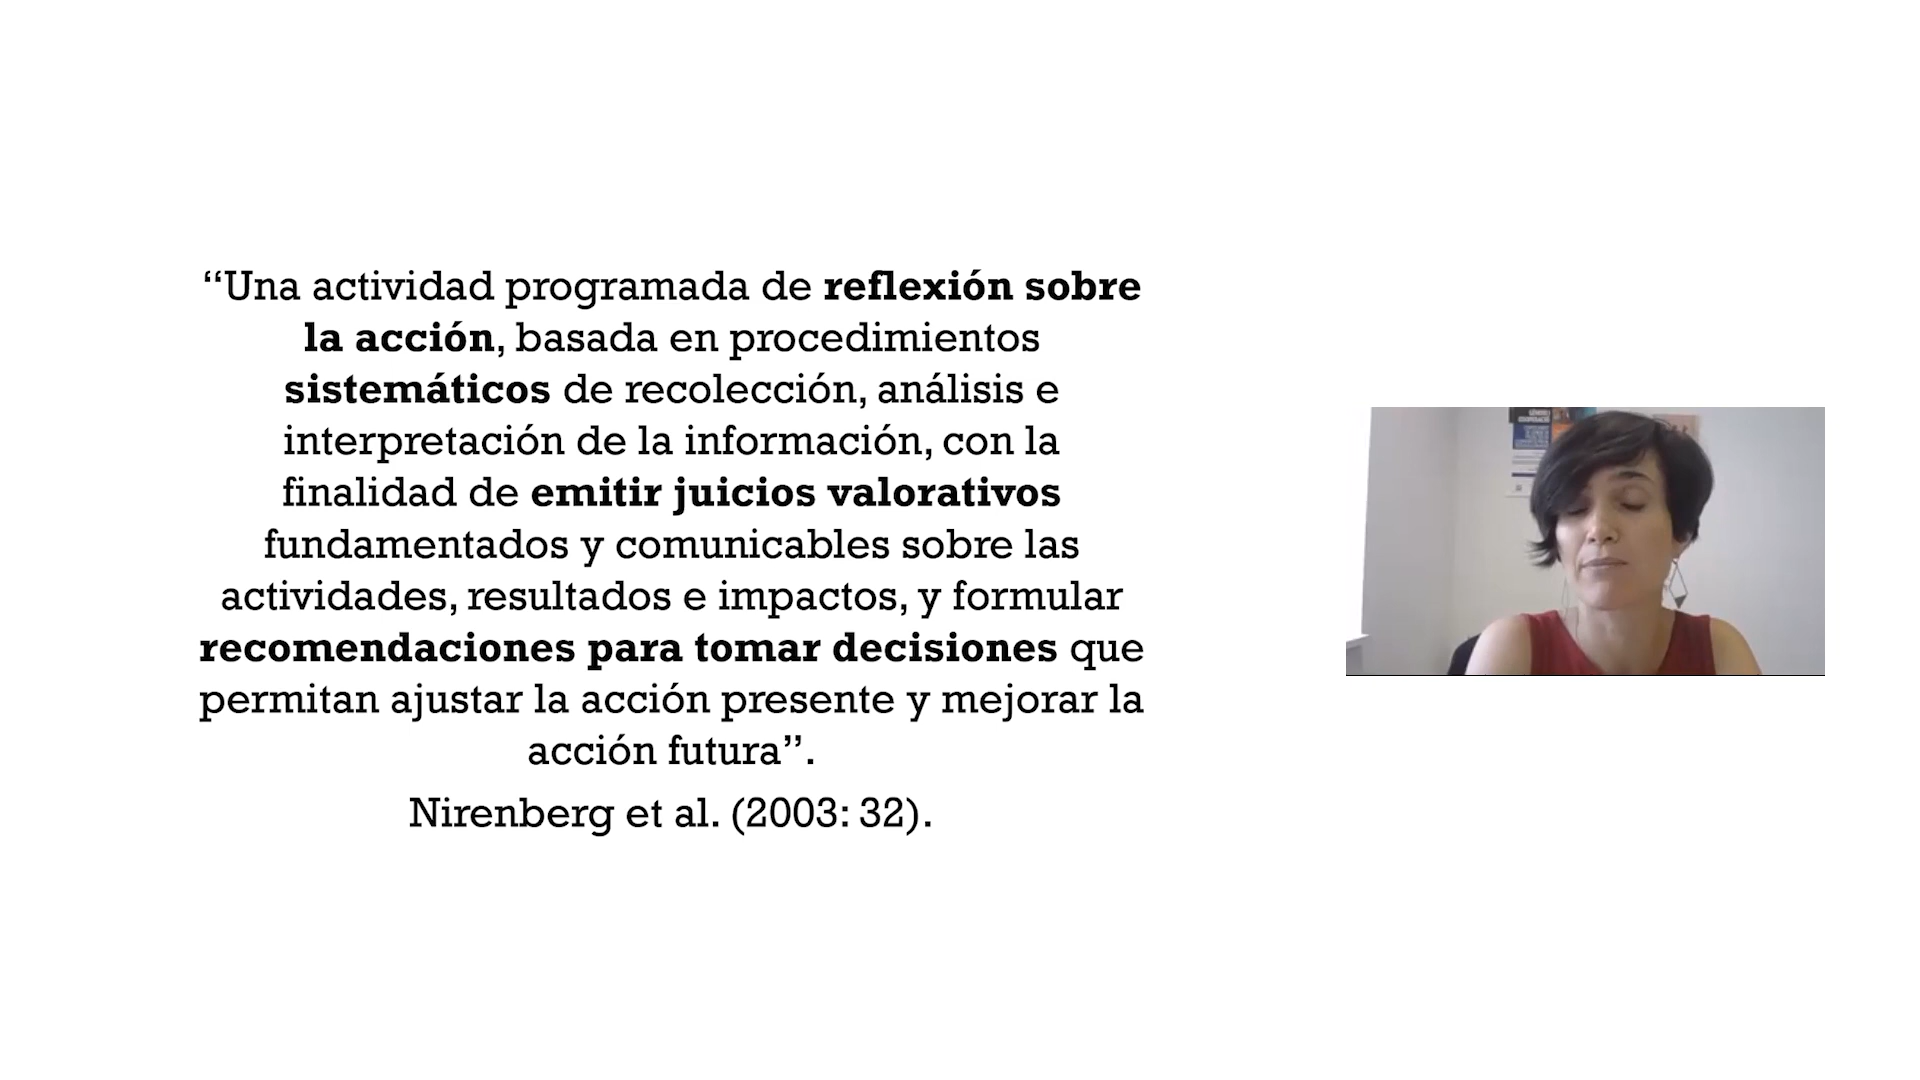 “Una actividad programada de reflexión sobre
la acción, basada en procedimientos
sistemáticos de recolección, análisis e
interpretación de la información, con la
finalidad de emitir juicios valorativos
fundamentados y comunicables sobre las
actividades, resultados e impactos, y formular
recomendaciones para tomar decisiones que
permitan ajustar la acción presente y mejorar la
acción futura”.
Nirenberg et al. (2003: 32).